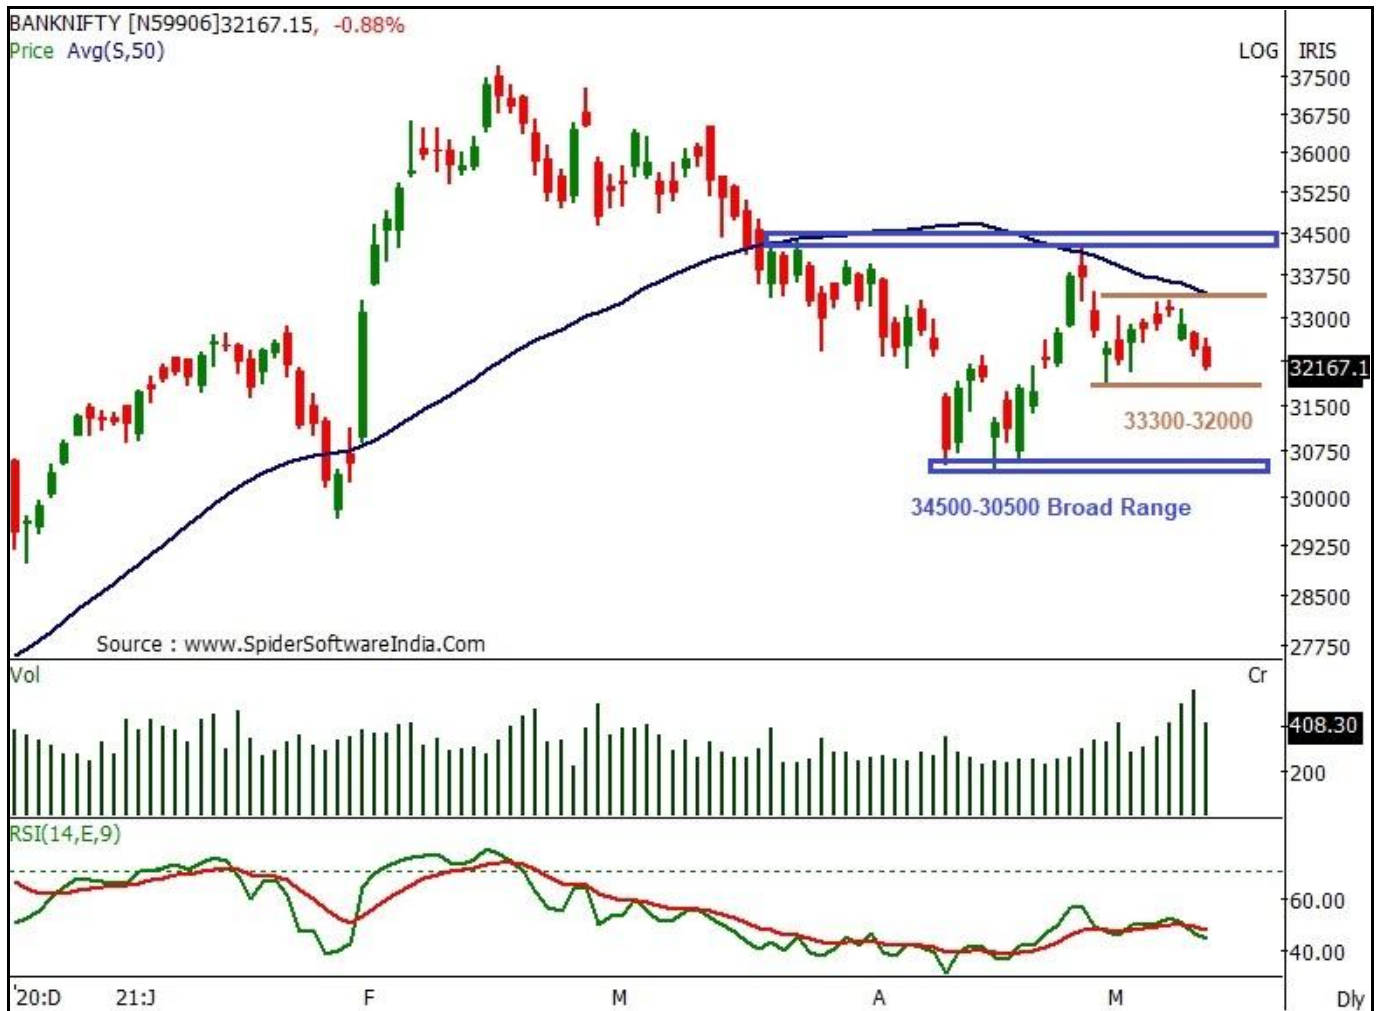 BANKNIFTY [N59906]32167.15, -0.88%
Price Avg(S,50)
LOG IRIS
37500
36750
36000
35250
34500
33750
33000
32167.1
31500
33300-32000
30750
34500-30500 Broad Range
30000
29250
28500
Source : www.SpiderSoftwareIndia.Com
27750
Vol
Cr
408.30
200
RSI(14,E,9)
60.00
40.00
'20:D 21:J F M A M Dly